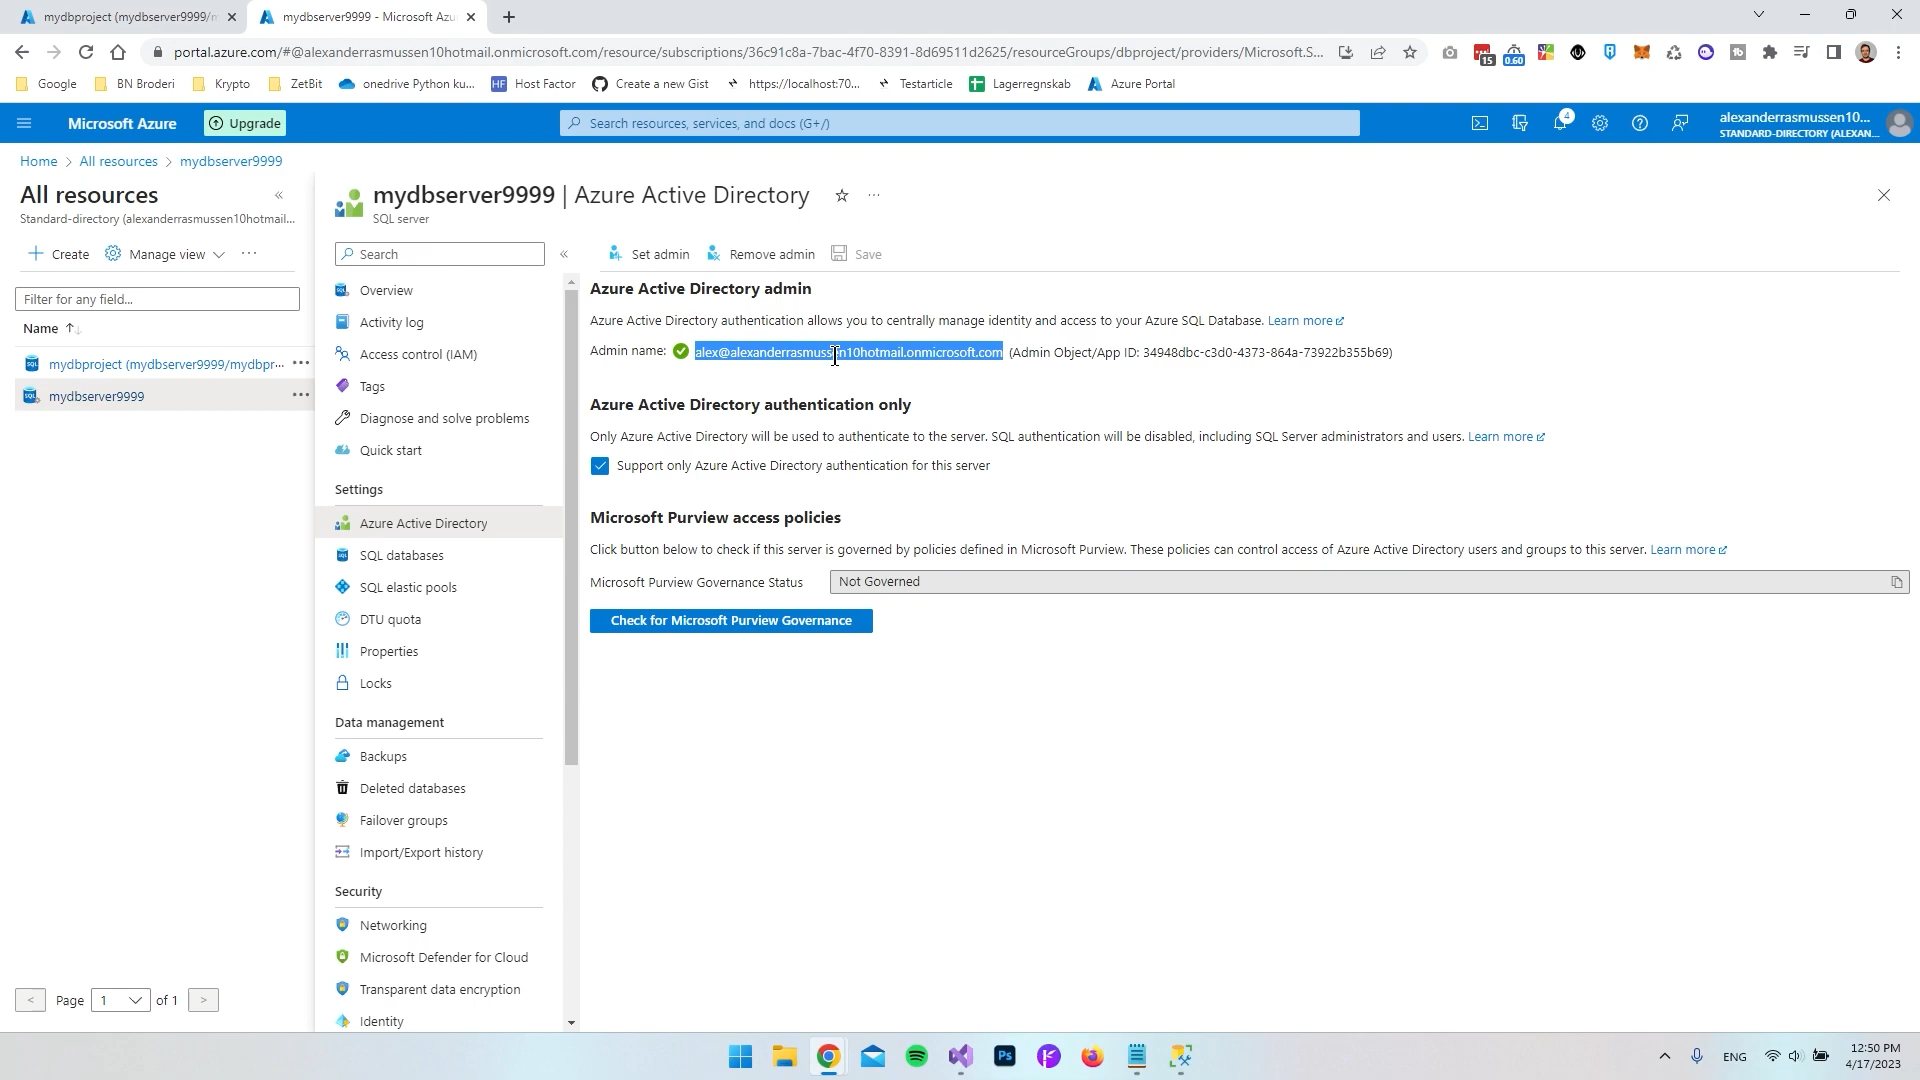 mydbproject (mydbserver9999/m
mydbserver9999 - Microsoft Azu
portal.azure.com/#@alexanderrasmussen10hotmail.onmicrosoft.com/resource/subscriptions/36c91c8a-7bac-4f70-8391-8d69511d2625/resourceGroups/dbproject/providers/Microsoft.S...
15
0.60
Google
BN Broderi
Krypto
ZetBit
onedrive Python ku...
HF
Host Factor
Create a new Gist
https://localhost:70...
Testarticle
Lagerregnskab
Azure Portal
Microsoft Azure
Upgrade
Search resources, services, and docs (G+/)
4
alexanderrasmussen10...
STANDARD-DIRECTORY (ALEXAN...
Home > All resources > mydbserver9999
All resources
Standard-directory (alexanderrasmussen10hotmail...
Create
Manage view
Filter for any field...
Name
mydbproject (mydbserver9999/mydbpr...
mydbserver9999
< Page 1 of 1 >
mydbserver9999 | Azure Active Directory
SQL server
Search
Overview
Activity log
Access control (IAM)
Tags
Diagnose and solve problems
Quick start
Settings
Azure Active Directory
SQL databases
SQL elastic pools
DTU quota
Properties
Locks
Data management
Backups
Deleted databases
Failover groups
Import/Export history
Security
Networking
Microsoft Defender for Cloud
Transparent data encryption
Identity
Set admin
Remove admin
Save
Azure Active Directory admin
Azure Active Directory authentication allows you to centrally manage identity and access to your Azure SQL Database. Learn more
Admin name: alex@alexanderrasmussen10hotmail.onmicrosoft.com (Admin Object/App ID: 34948dbc-c3d0-4373-864a-73922b355b69)
Azure Active Directory authentication only
Only Azure Active Directory will be used to authenticate to the server. SQL authentication will be disabled, including SQL Server administrators and users. Learn more
Support only Azure Active Directory authentication for this server
Microsoft Purview access policies
Click button below to check if this server is governed by policies defined in Microsoft Purview. These policies can control access of Azure Active Directory users and groups to this server. Learn more
Microsoft Purview Governance Status
Not Governed
Check for Microsoft Purview Governance
Ps
ENG
12:50 PM
4/17/2023